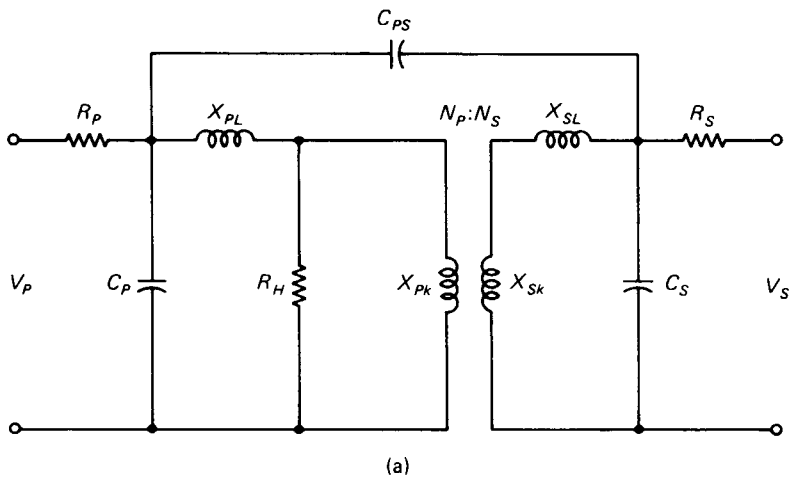 C_PS
R_P
X_PL
N_P:N_S
X_SL
R_S
V_P
C_P
R_H
X_Pk
X_Sk
C_S
V_S
(a)